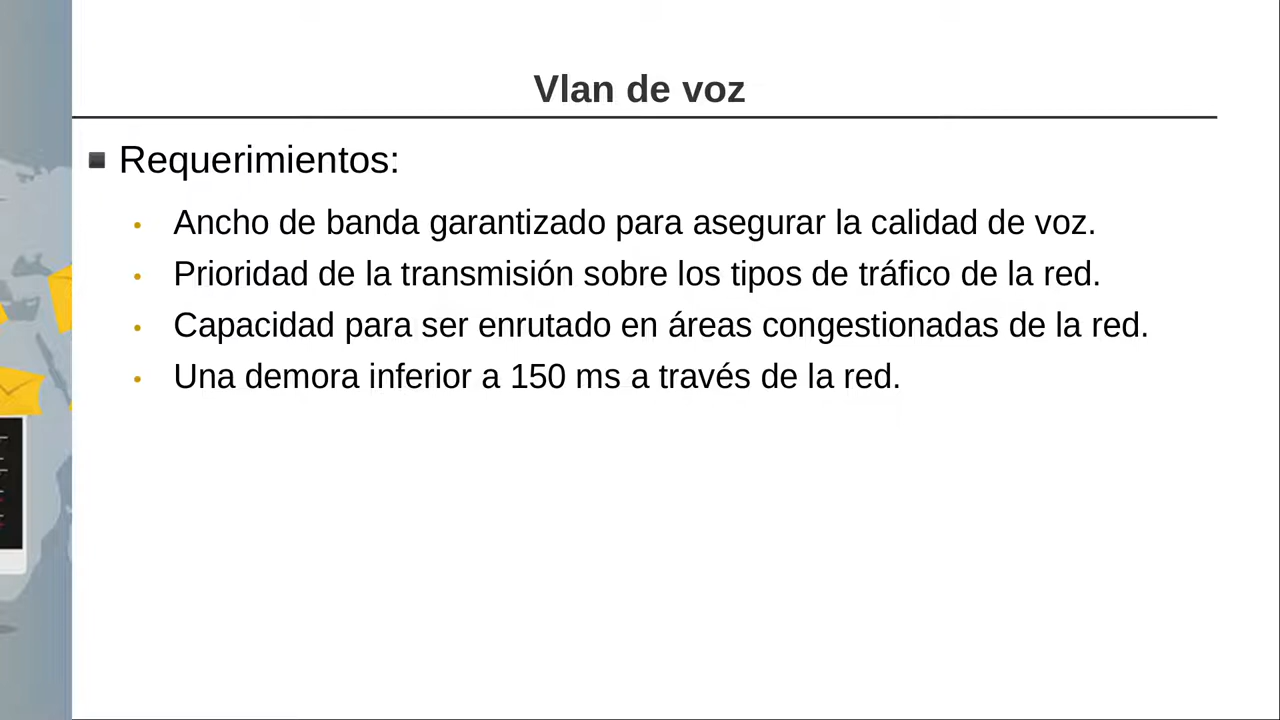 Vlan de voz
Requerimientos:
Ancho de banda garantizado para asegurar la calidad de voz.
Prioridad de la transmisión sobre los tipos de tráfico de la red.
Capacidad para ser enrutado en áreas congestionadas de la red.
Una demora inferior a 150 ms a través de la red.